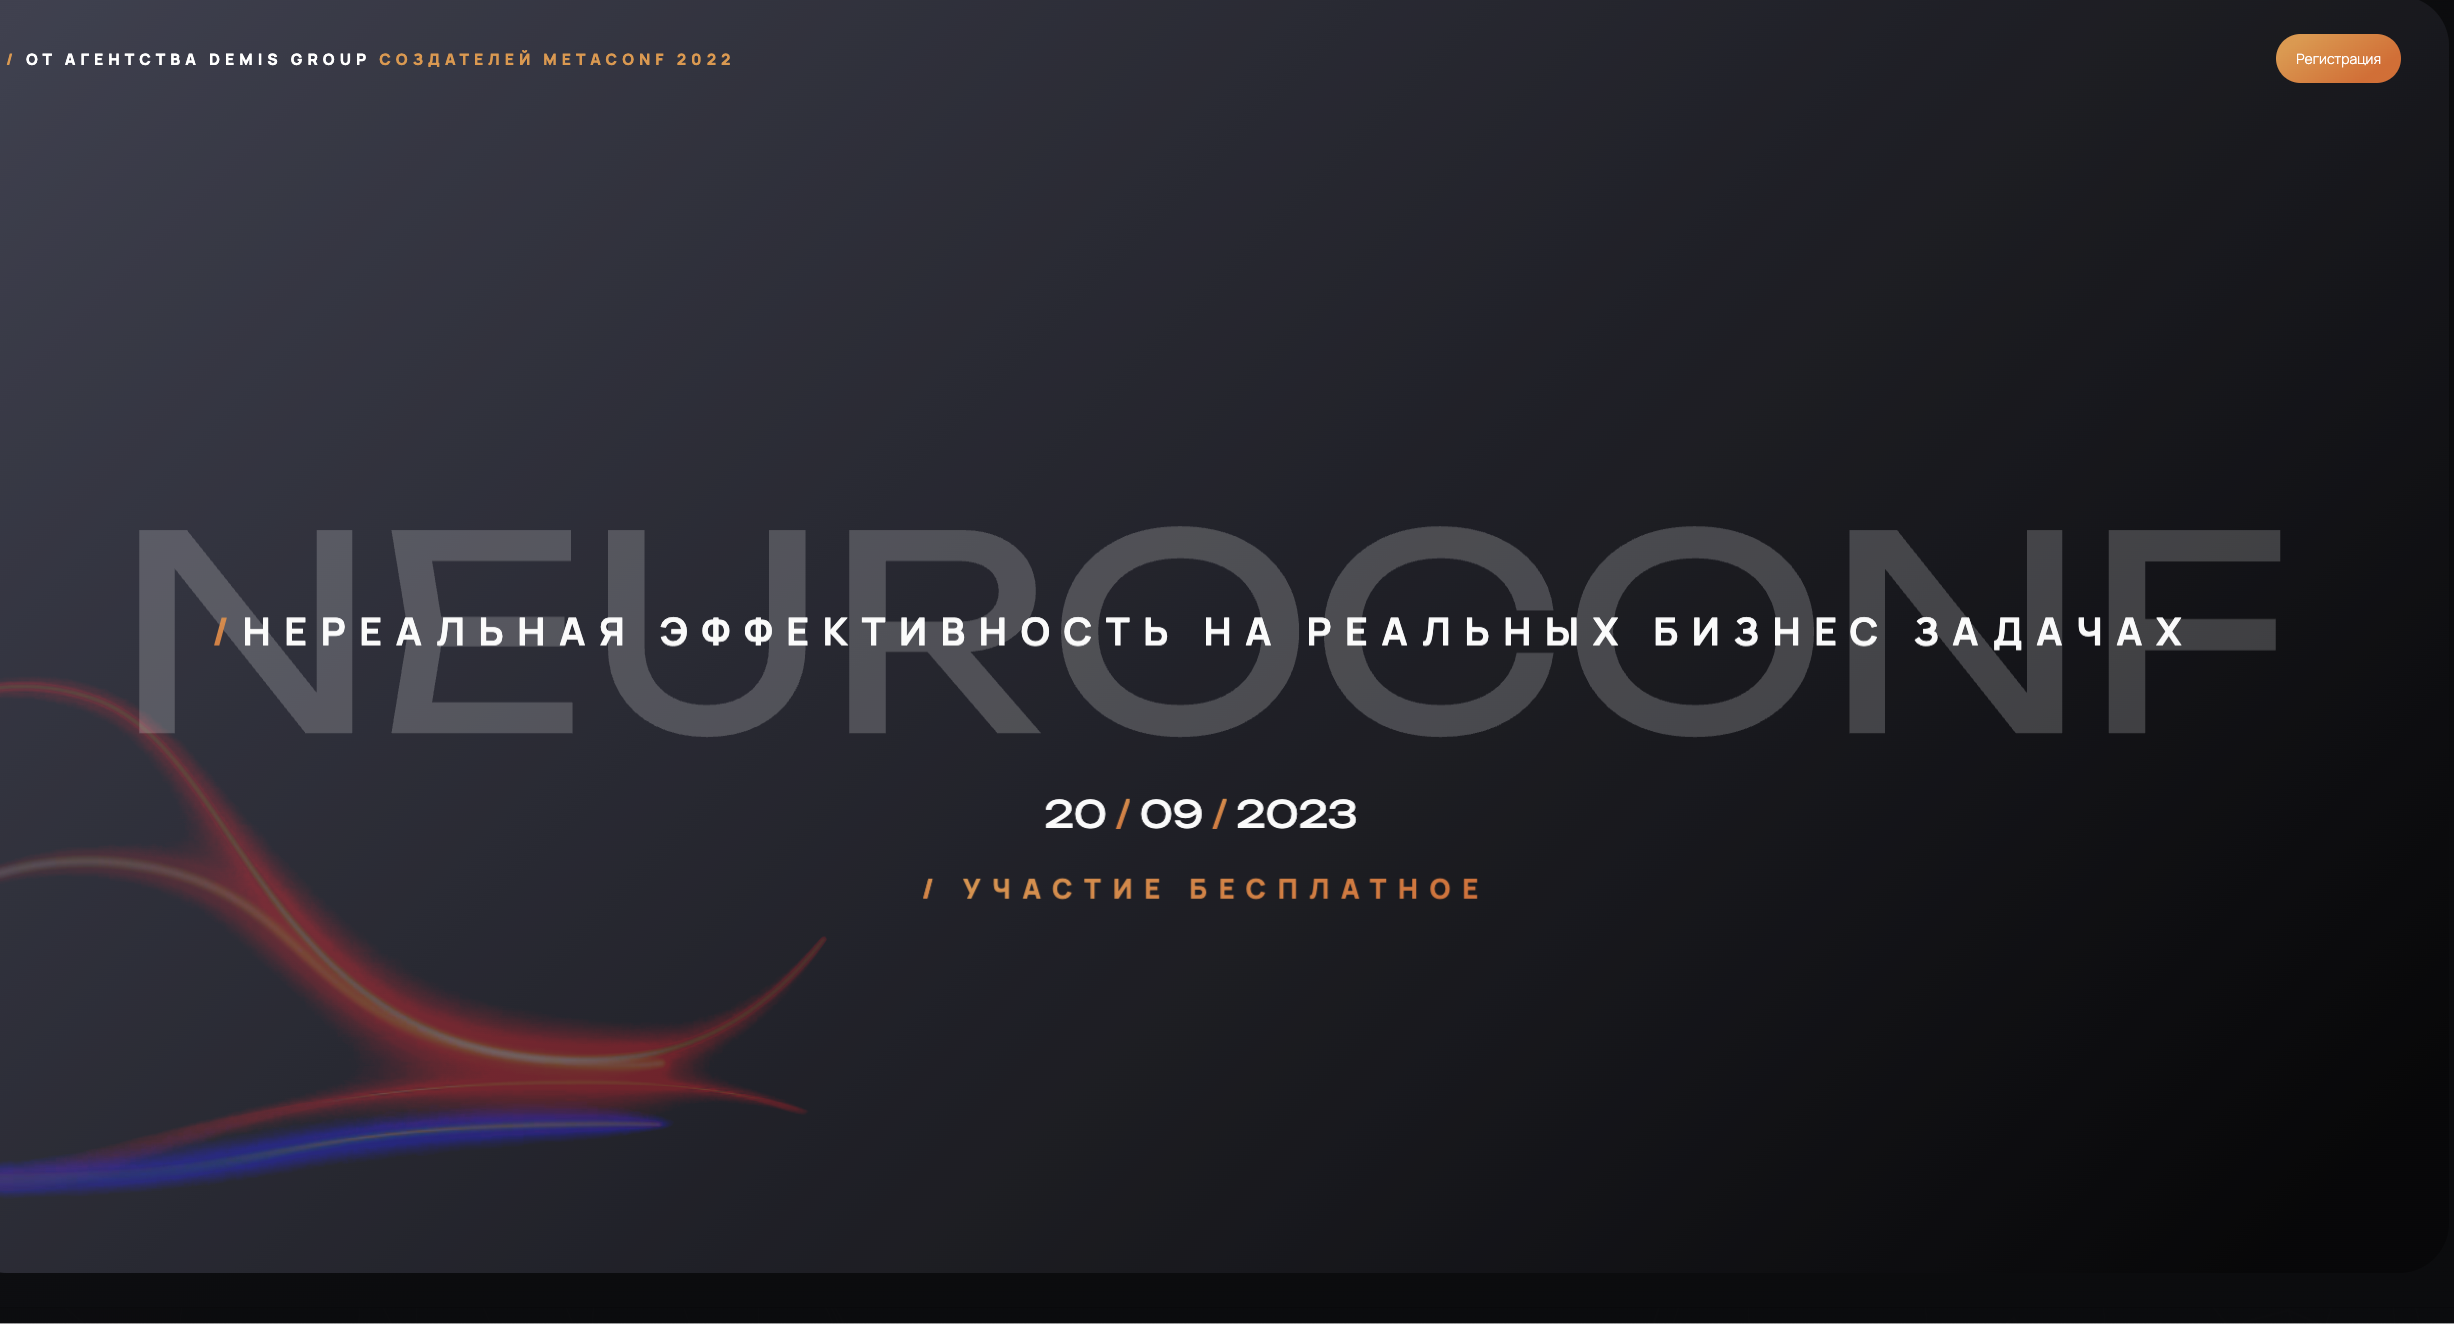 / ОТ АГЕНТСТВА DEMIS GROUP СОЗДАТЕЛЕЙ METACONF 2022
Регистрация
NEUROCONF
/ НЕРЕАЛЬНАЯ ЭФФЕКТИВНОСТЬ НА РЕАЛЬНЫХ БИЗНЕС ЗАДАЧАХ
20 / 09 / 2023
/ УЧАСТИЕ БЕСПЛАТНОЕ